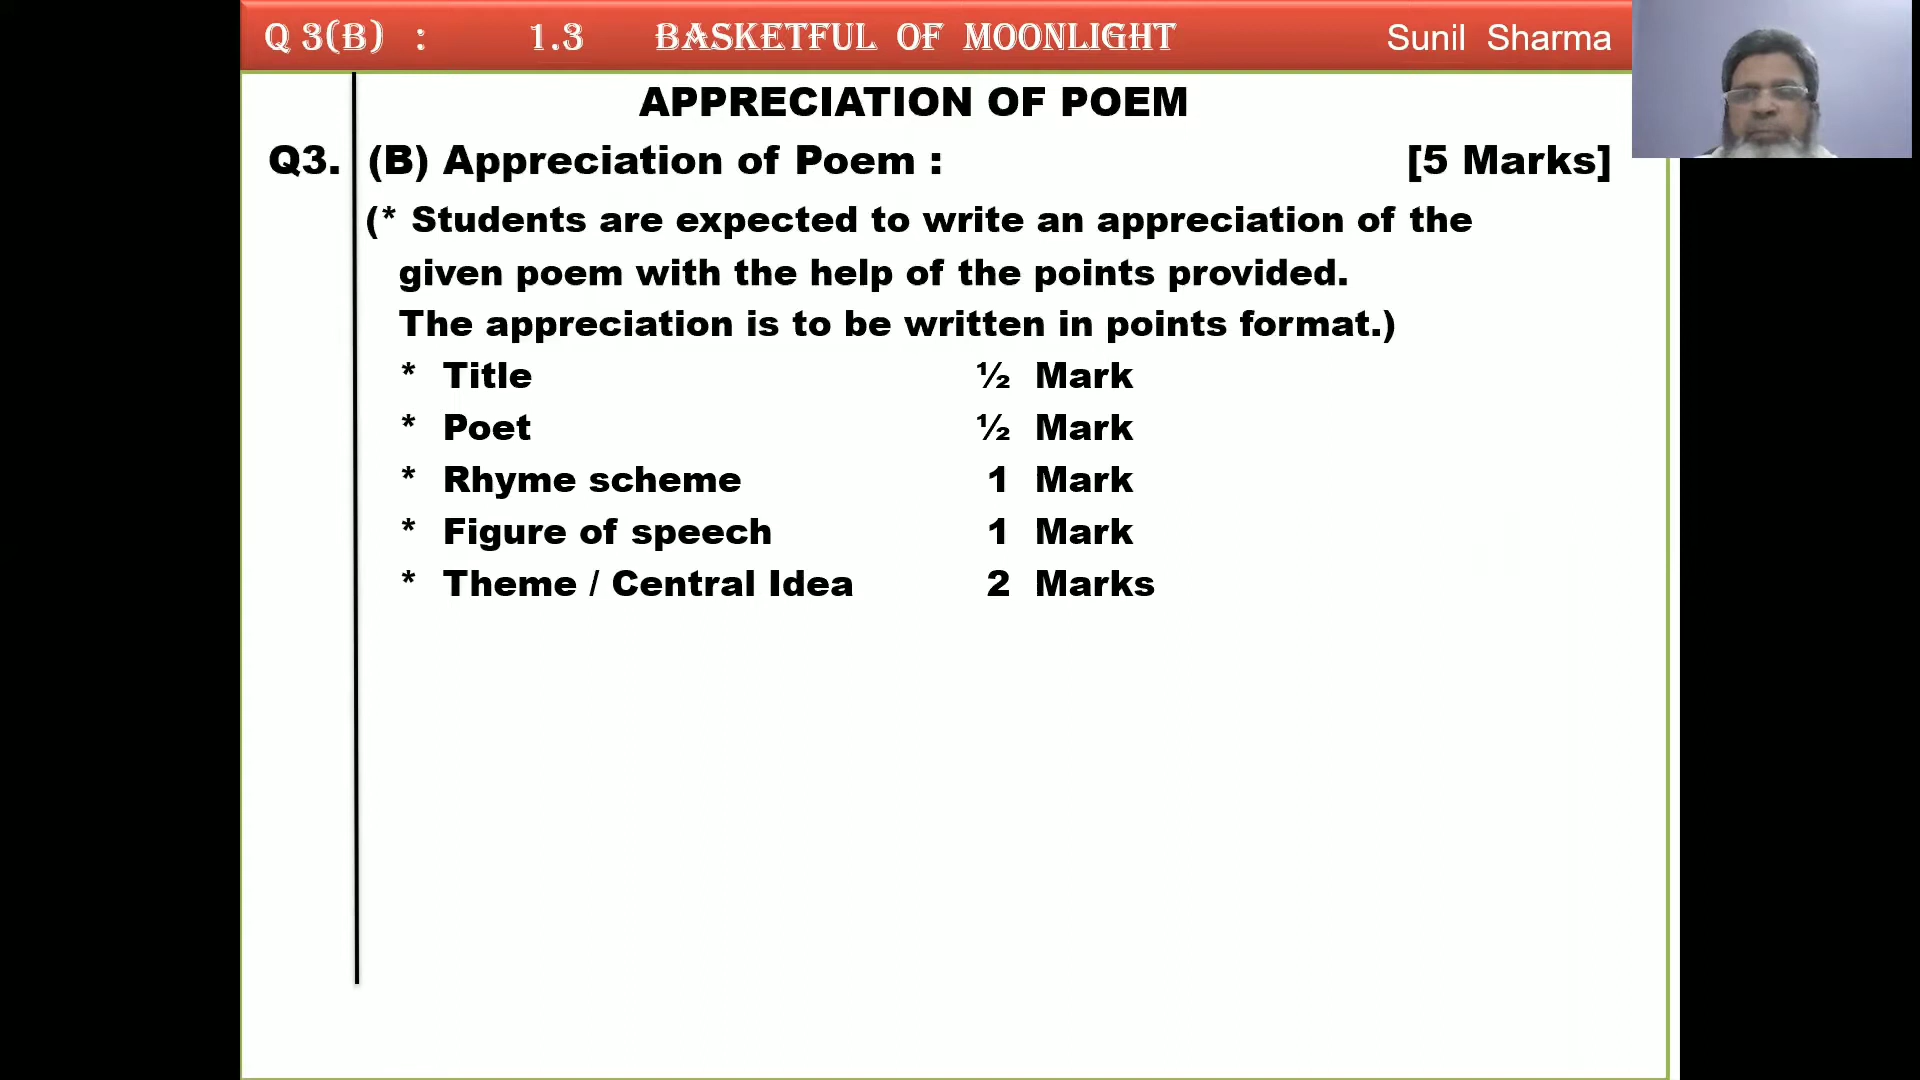 Q 3(B) : 1.3 BASKETFUL OF MOONLIGHT Sunil Sharma
APPRECIATION OF POEM
Q3. (B) Appreciation of Poem : [5 Marks]
(* Students are expected to write an appreciation of the
given poem with the help of the points provided.
The appreciation is to be written in points format.)
* Title ½ Mark
* Poet ½ Mark
* Rhyme scheme 1 Mark
* Figure of speech 1 Mark
* Theme / Central Idea 2 Marks